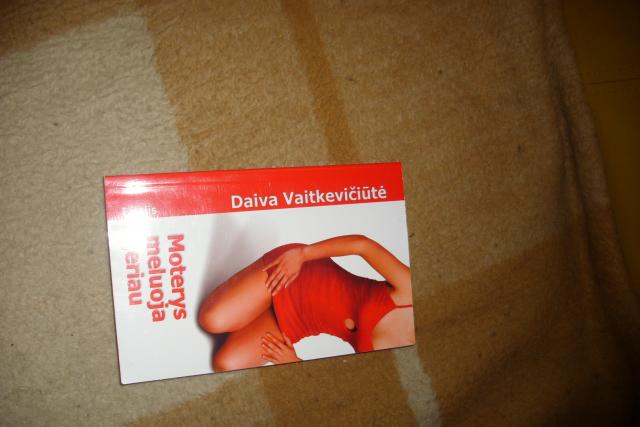 Daiva Vaitkevičiūtė
Moterys
meluoja